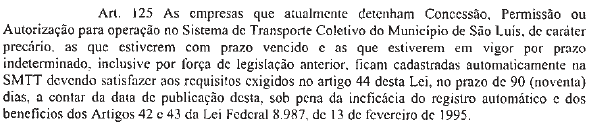 Art. 125 As empresas que atualmente detenham Concessão, Permissão ou
Autorização para operação no Sistema de Transporte Coletivo do Município de São Luís, de caráter
precário, as que estiverem com prazo vencido e as que estiverem em vigor por prazo
indeterminado, inclusive por força de legislação anterior, ficam cadastradas automaticamente na
SMTT devendo satisfazer aos requisitos exigidos no artigo 44 desta Lei, no prazo de 90 (noventa)
dias, a contar da data de publicação desta, sob pena da ineficácia do registro automático e dos
benefícios dos Artigos 42 e 43 da Lei Federal 8.987, de 13 de fevereiro de 1995.